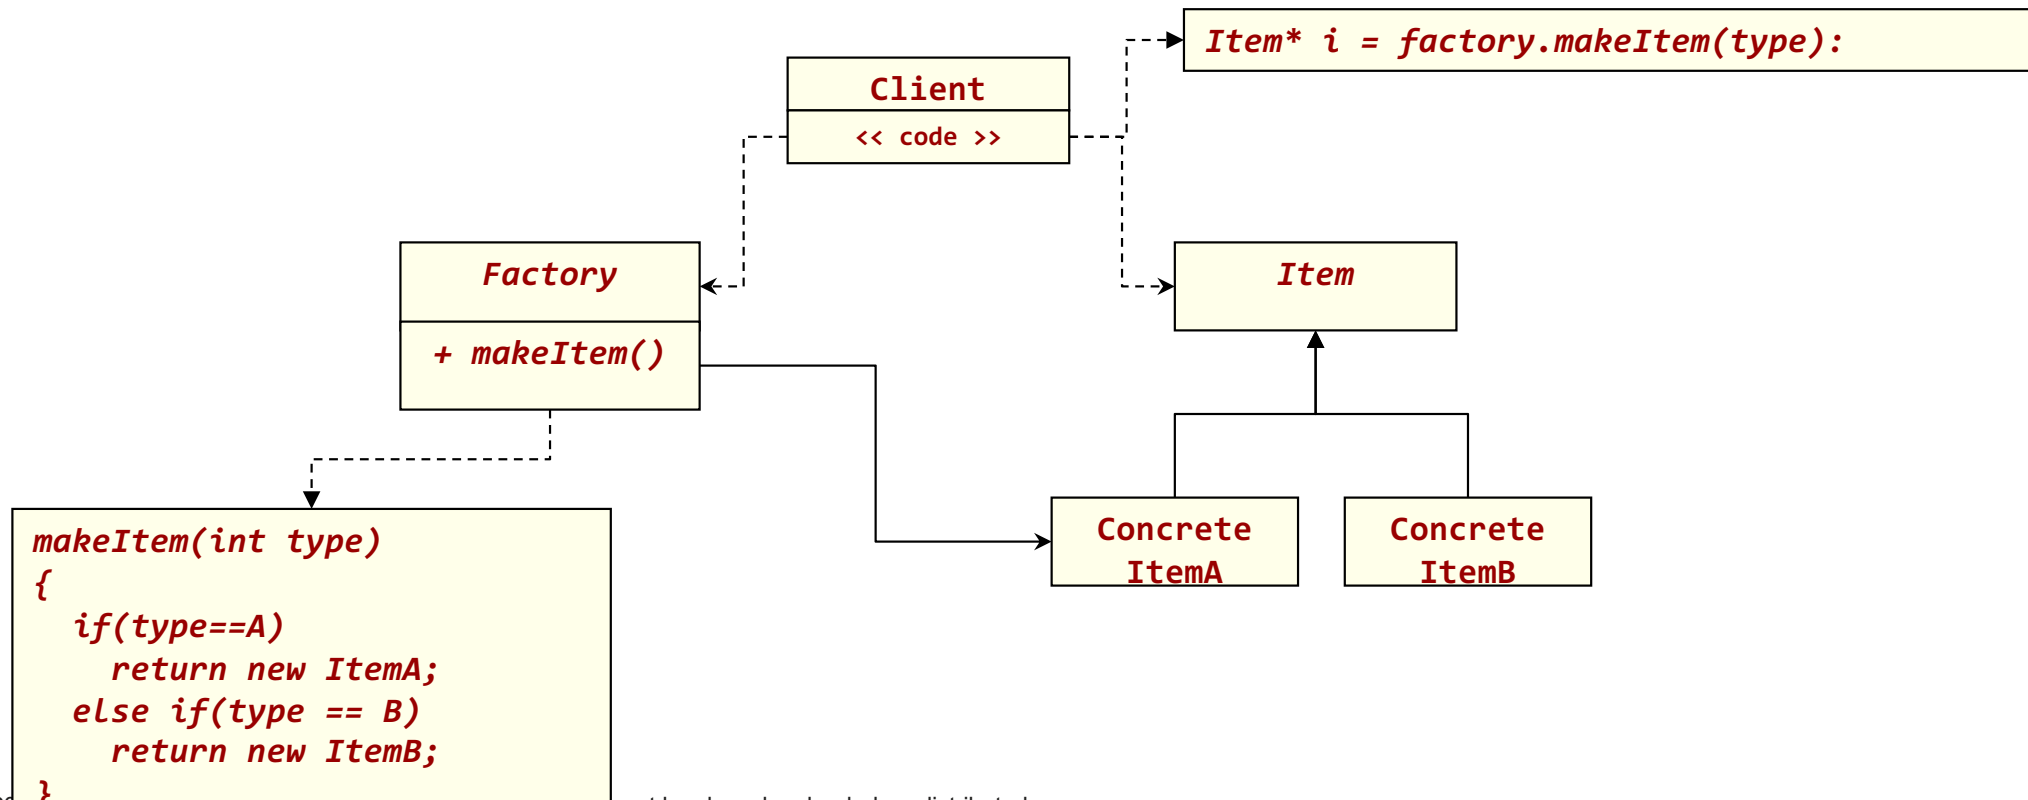 Item* i = factory.makeItem(type):
Client
<< code >>
Factory
+ makeItem()
Item
Concrete
ItemA
Concrete
ItemB
makeItem(int type)
{
if(type==A)
return new ItemA;
else if(type == B)
return new ItemB;
}